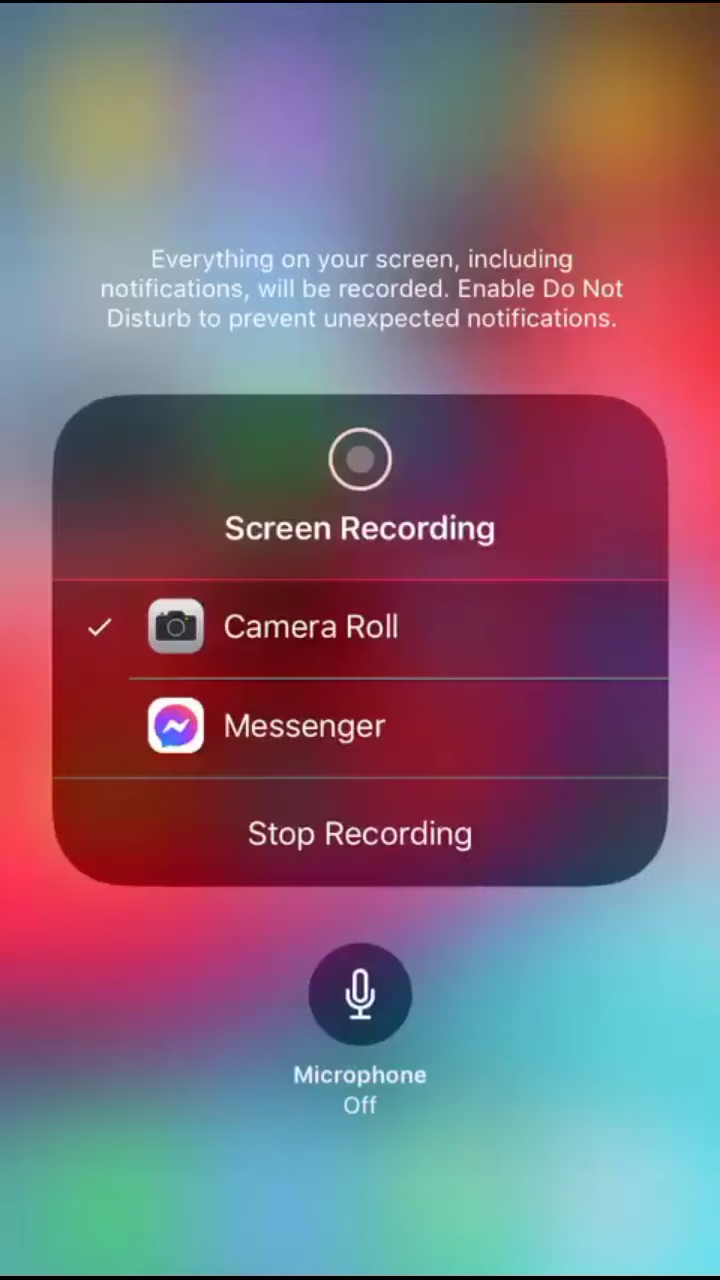 Everything on your screen, including
notifications, will be recorded. Enable Do Not
Disturb to prevent unexpected notifications.
Screen Recording
Camera Roll
Messenger
Stop Recording
Microphone
Off